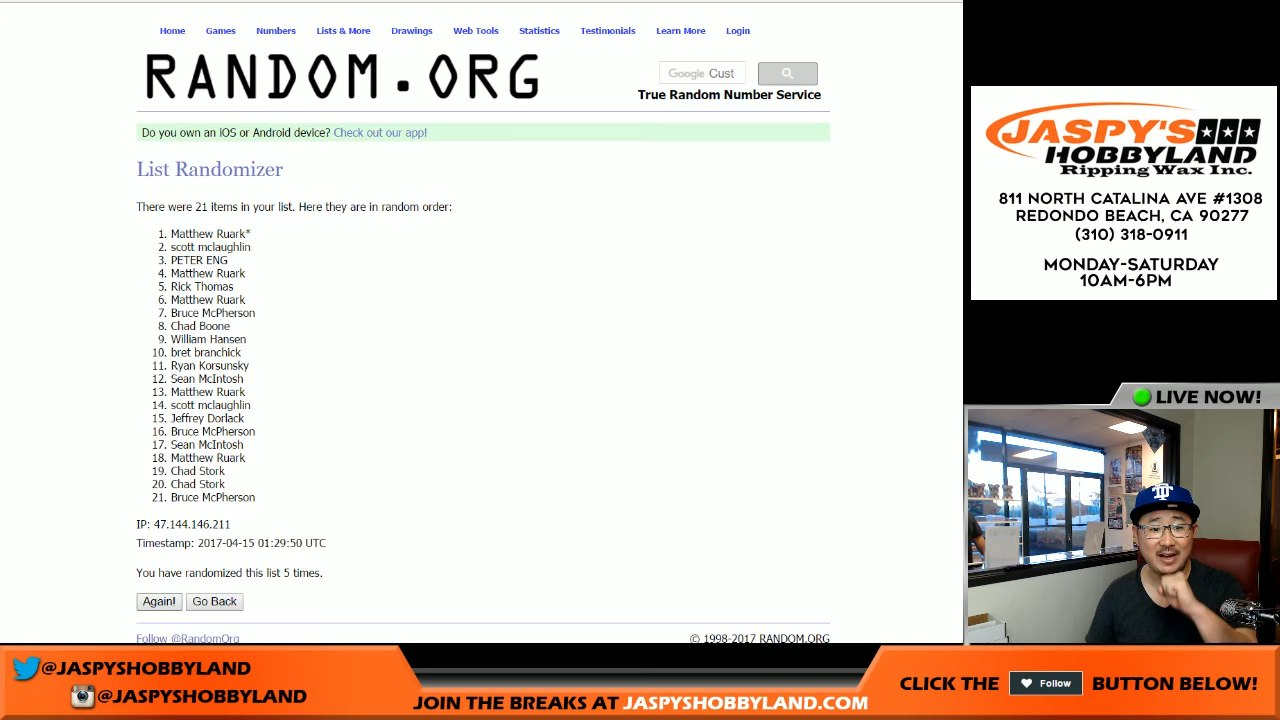 Home Games Numbers Lists & More Drawings Web Tools Statistics Testimonials Learn More Login
RANDOM.ORG
Google Cust
True Random Number Service
Do you own an iOS or Android device? Check out our app!
List Randomizer
There were 21 items in your list. Here they are in random order:
1. Matthew Ruark*
2. scott mclaughlin
3. PETER ENG
4. Matthew Ruark
5. Rick Thomas
6. Matthew Ruark
7. Bruce McPherson
8. Chad Boone
9. William Hansen
10. bret branchick
11. Ryan Korsunsky
12. Sean McIntosh
13. Matthew Ruark
14. scott mclaughlin
15. Jeffrey Dorlack
16. Bruce McPherson
17. Sean McIntosh
18. Matthew Ruark
19. Chad Stork
20. Chad Stork
21. Bruce McPherson
IP: 47.144.146.211
Timestamp: 2017-04-15 01:29:50 UTC
You have randomized this list 5 times.
Again! Go Back
Follow @RandomOrg
© 1998-2017 RANDOM.ORG
JASPY'S
HOBBYLAND
Ripping Wax Inc.
811 NORTH CATALINA AVE #1308
REDONDO BEACH, CA 90277
(310) 318-0911
MONDAY-SATURDAY
10AM-6PM
LIVE NOW!
@JASPYSHOBBYLAND
@JASPYSHOBBYLAND
JOIN THE BREAKS AT JASPYSHOBBYLAND.COM
CLICK THE Follow BUTTON BELOW!